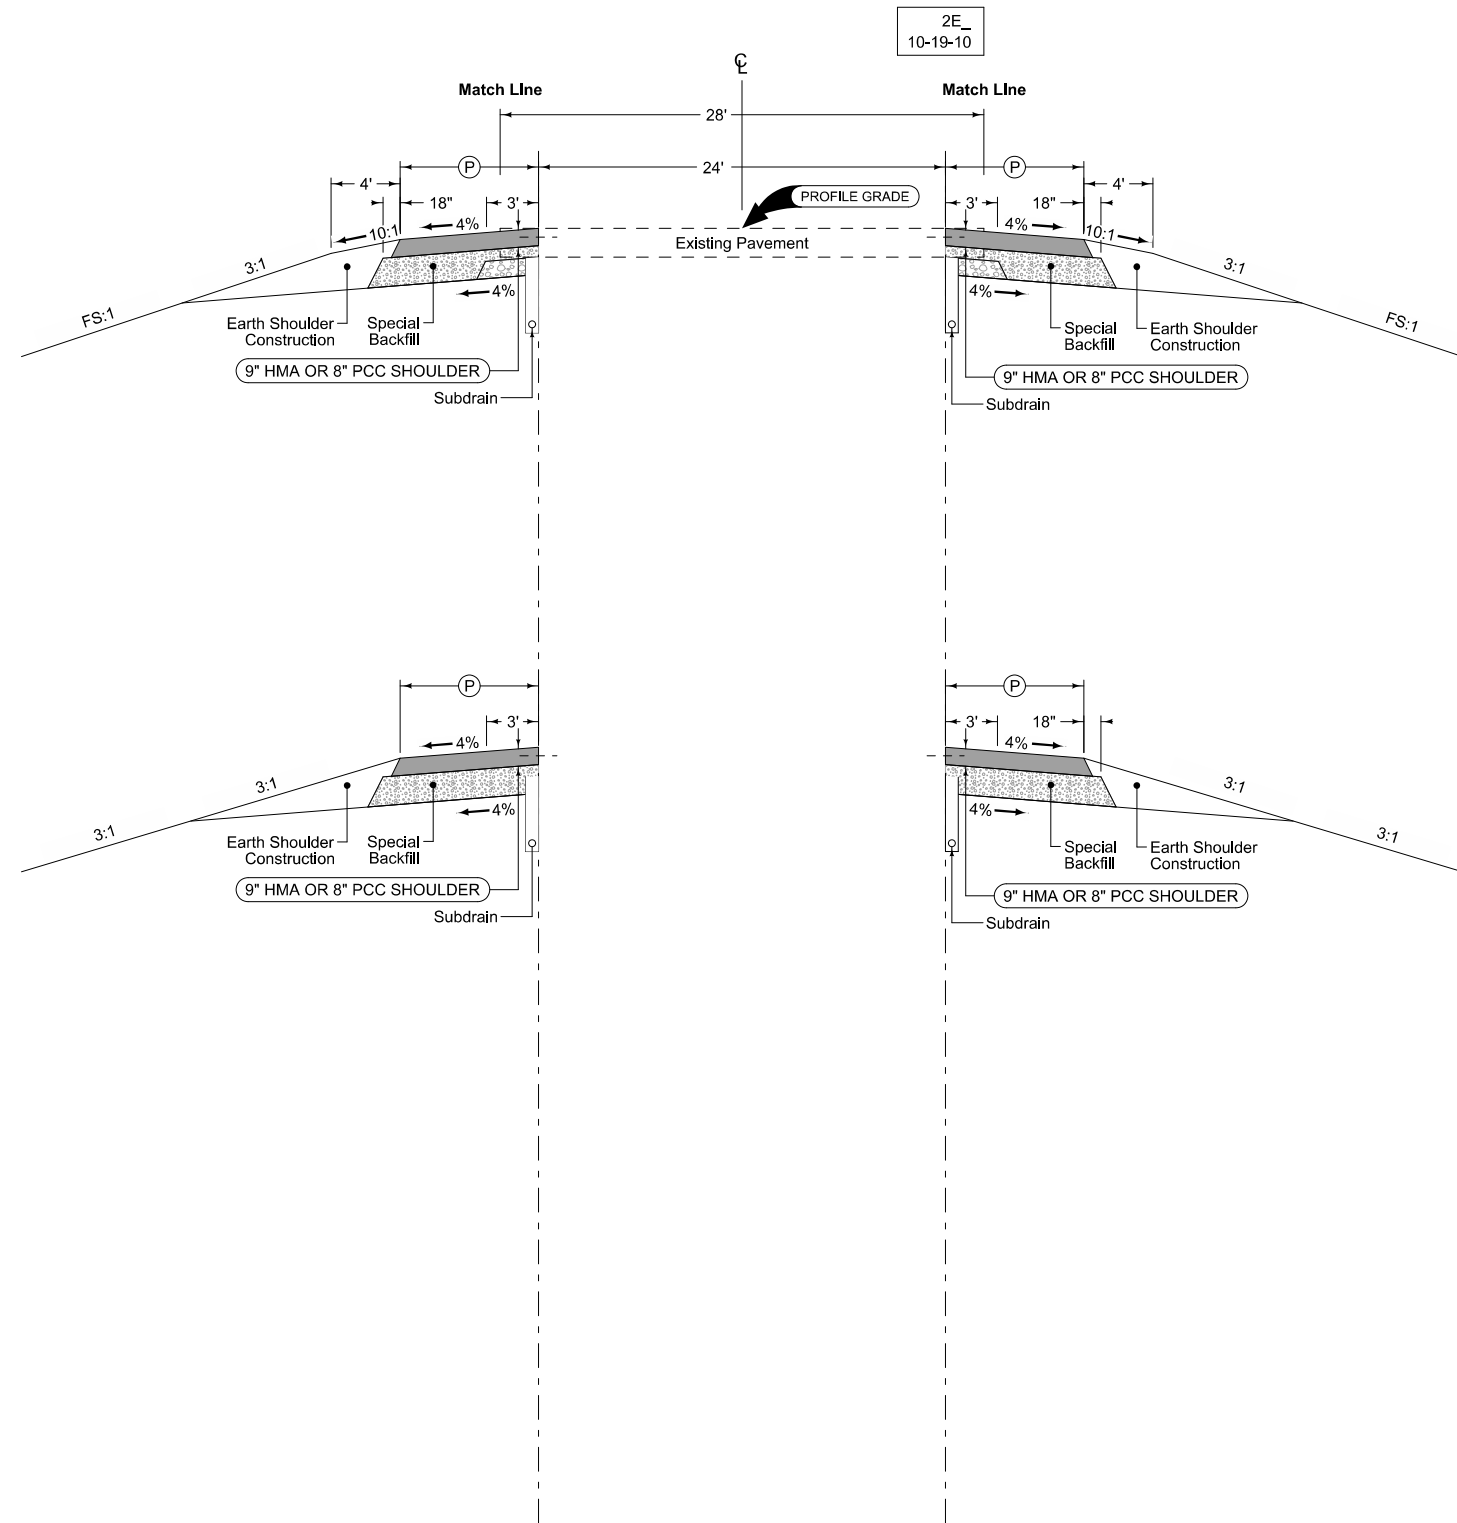 2E_
10-19-10
℄
Match Line Match Line
28'
P 24' P
4' 4'
18" 3' 3' 18"
PROFILE GRADE
10:1 4% 4% 10:1
Existing Pavement
3:1 3:1
4% 4%
FS:1 FS:1
Earth Shoulder Construction
Special Backfill
Special Backfill
Earth Shoulder Construction
9" HMA OR 8" PCC SHOULDER 9" HMA OR 8" PCC SHOULDER
Subdrain Subdrain
P P
3' 3' 18"
4% 4%
3:1 3:1
4% 4%
3:1 3:1
Earth Shoulder Construction
Special Backfill
Special Backfill
Earth Shoulder Construction
9" HMA OR 8" PCC SHOULDER 9" HMA OR 8" PCC SHOULDER
Subdrain Subdrain